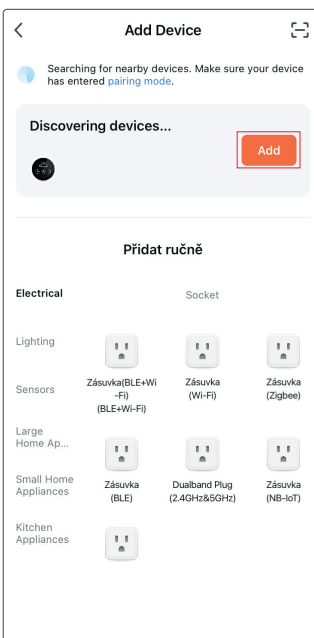 Add Device
Searching for nearby devices. Make sure your device
has entered pairing mode.
Discovering devices...
Add
Přidat ručně
Electrical
Socket
Lighting
Sensors
Large
Home Ap...
Small Home
Appliances
Kitchen
Appliances
Zásuvka(BLE+Wi
-Fi)
(BLE+Wi-Fi)
Zásuvka
(Wi-Fi)
Zásuvka
(Zigbee)
Zásuvka
(BLE)
Dualband Plug
(2.4GHz&5GHz)
Zásuvka
(NB-IoT)